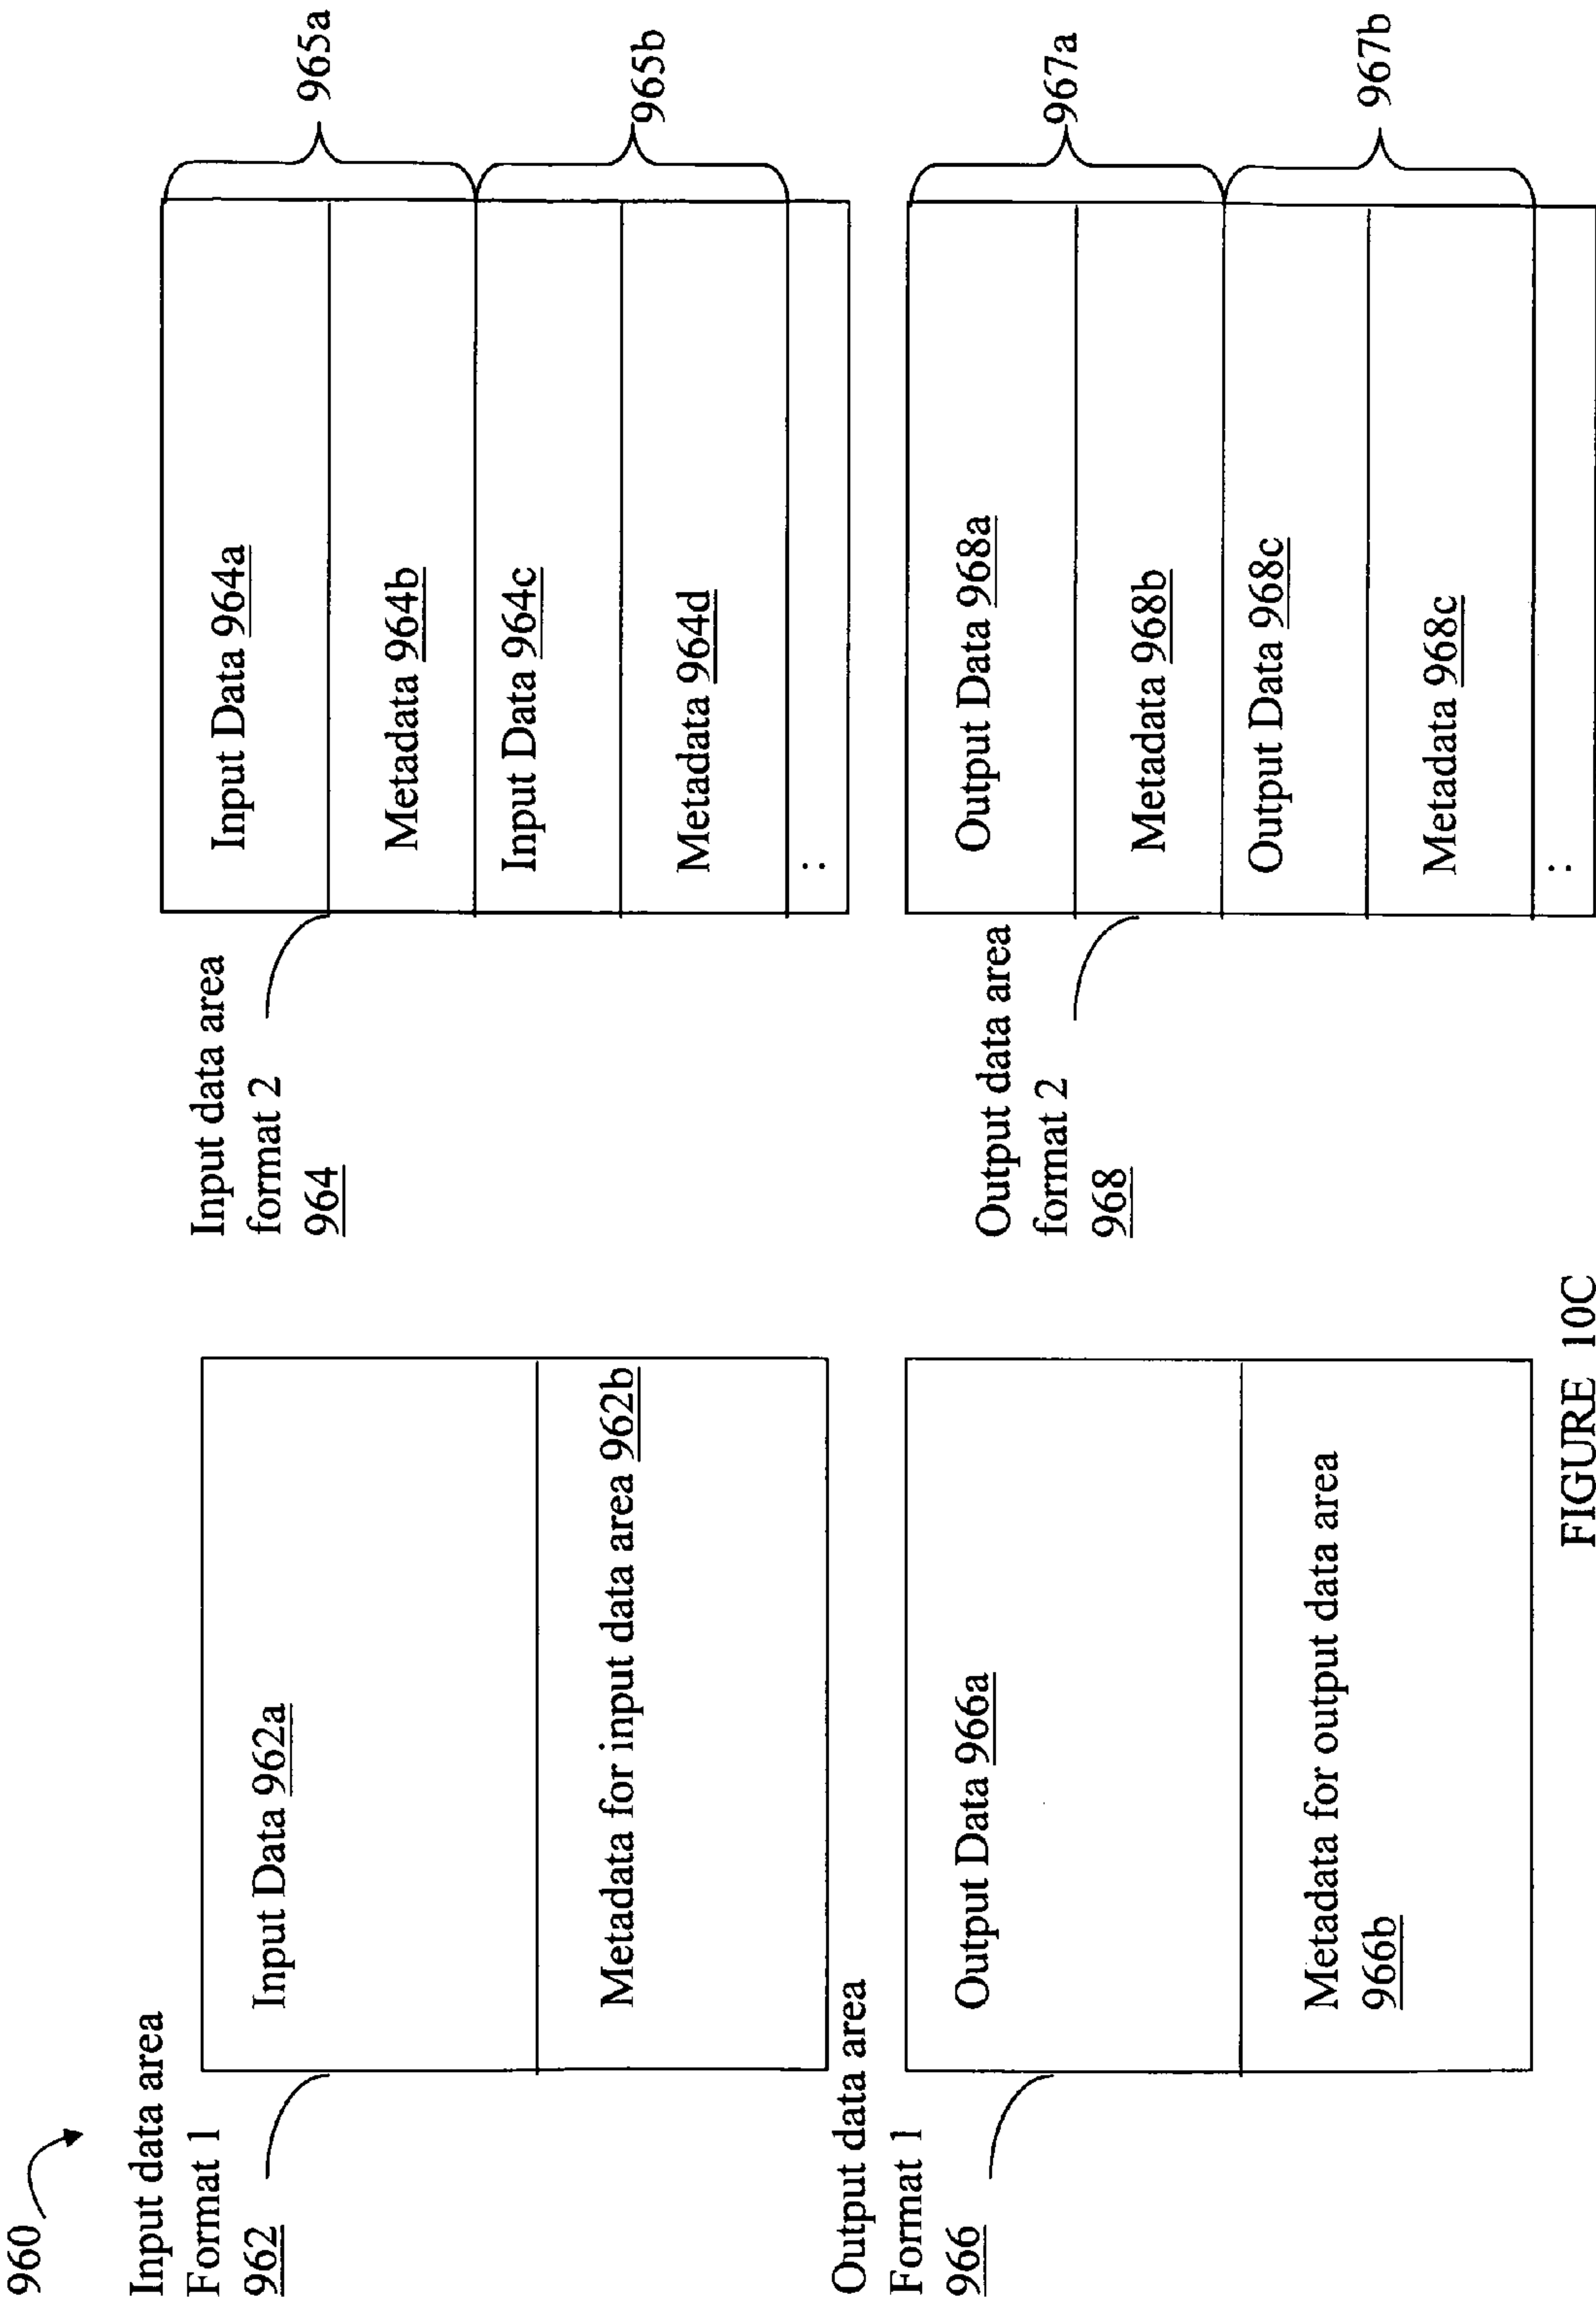 960
Input data area
Format 1
962
Input Data 962a
Metadata for input data area 962b
Input data area
format 2
964
Input Data 964a
Metadata 964b
Input Data 964c
Metadata 964d
:
965a
965b
Output data area
Format 1
966
Output Data 966a
Metadata for output data area
966b
Output data area
format 2
968
Output Data 968a
Metadata 968b
Output Data 968c
Metadata 968c
:
967a
967b
FIGURE 10C